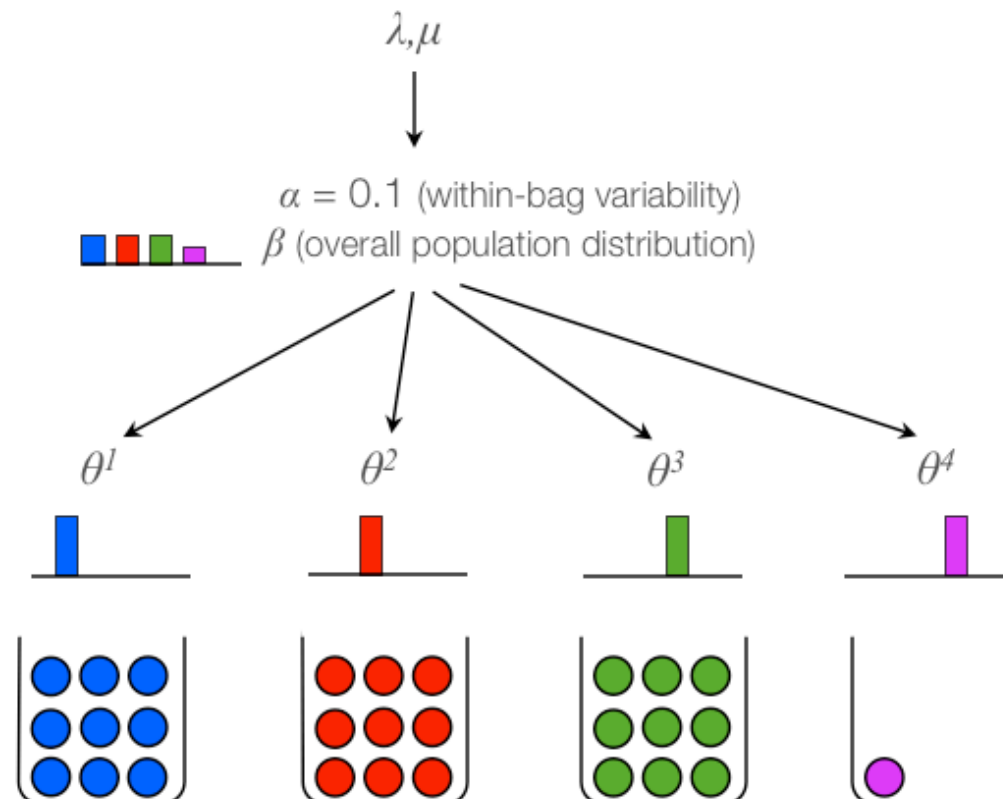 λ,μ
α = 0.1 (within-bag variability)
β (overall population distribution)
θ¹ θ² θ³ θ⁴